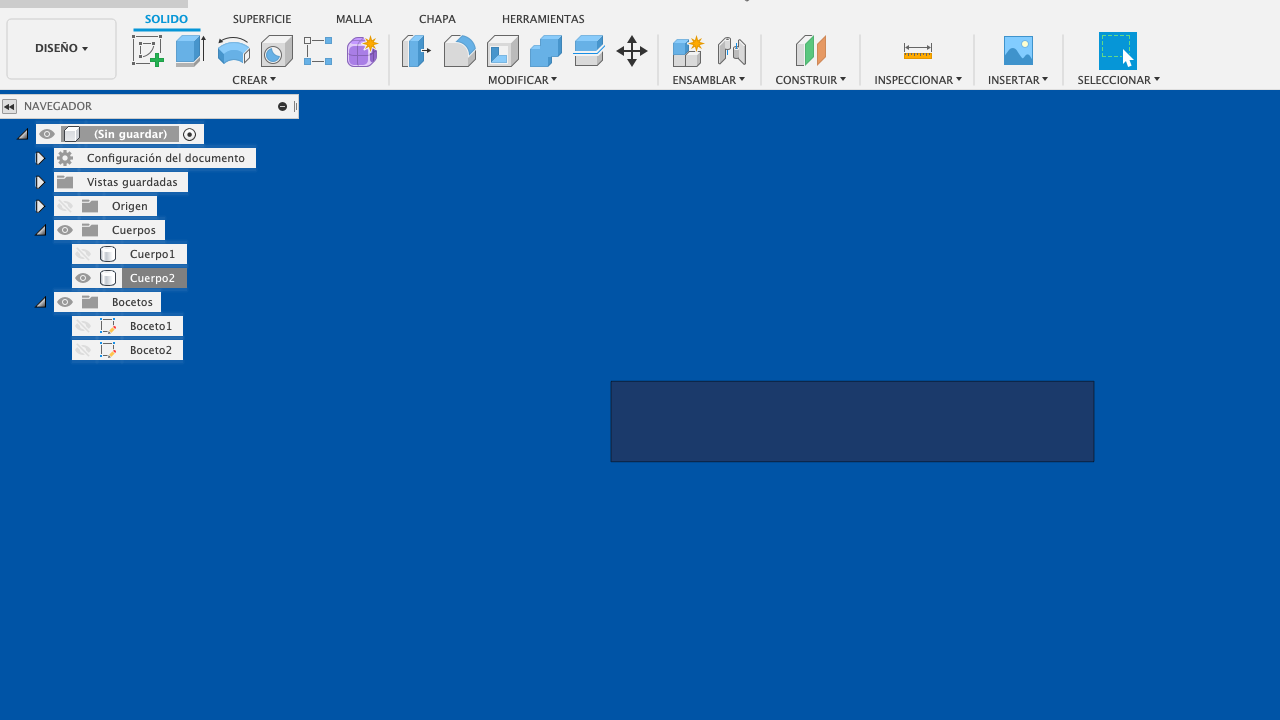 SOLIDO SUPERFICIE MALLA CHAPA HERRAMIENTAS
DISEÑO
CREAR MODIFICAR ENSAMBLAR CONSTRUIR INSPECCIONAR INSERTAR SELECCIONAR
NAVEGADOR
(Sin guardar)
Configuración del documento
Vistas guardadas
Origen
Cuerpos
Cuerpo1
Cuerpo2
Bocetos
Boceto1
Boceto2